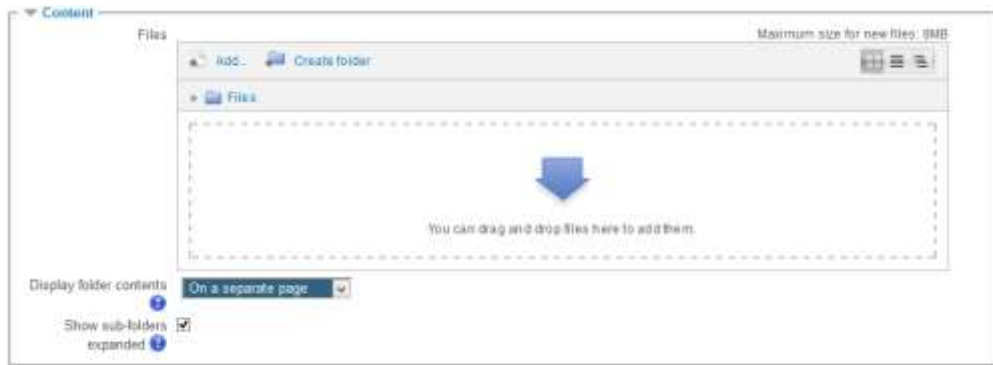 Content
Files
Maximum size for new files: 8MB
Add...
Create folder
Files
You can drag and drop files here to add them.
Display folder contents
On a separate page
Show sub-folders
expanded